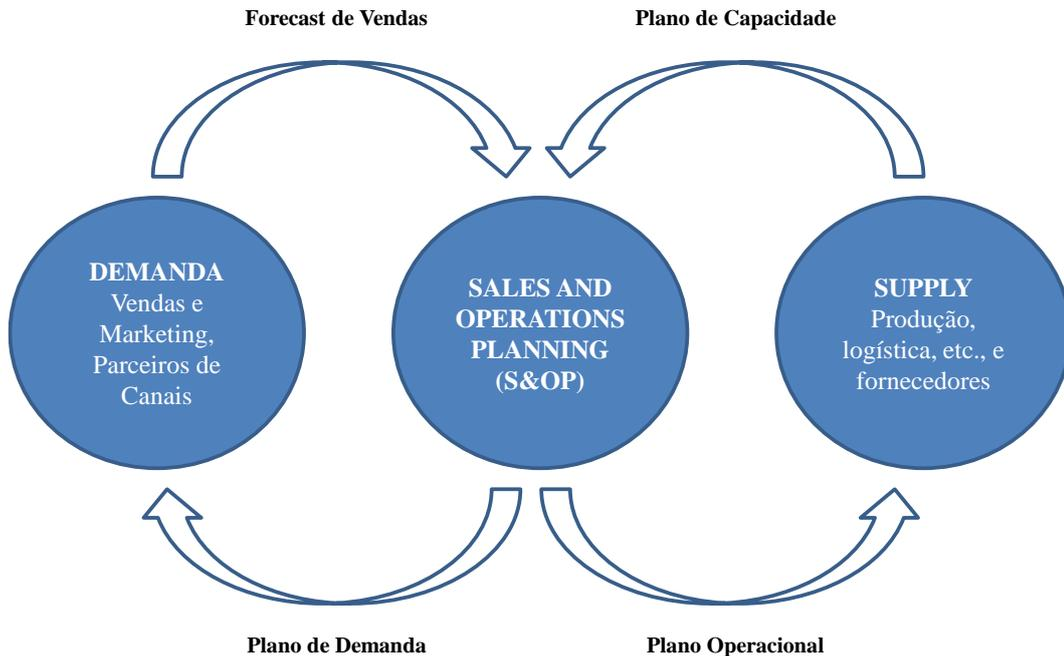 Forecast de Vendas
Plano de Capacidade
DEMANDA
Vendas e
Marketing,
Parceiros de
Canais
SALES AND
OPERATIONS
PLANNING
(S&OP)
SUPPLY
Produção,
logística, etc., e
fornecedores
Plano de Demanda
Plano Operacional